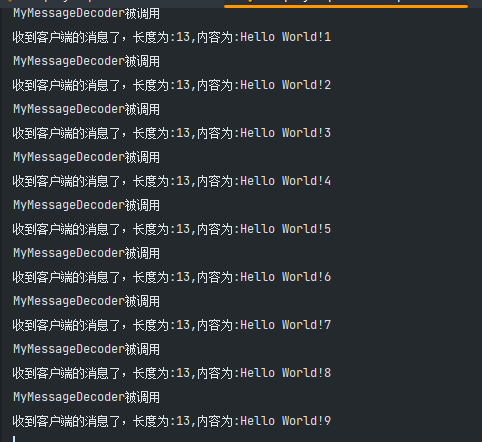 MyMessageDecoder被调用
收到客户端的消息了，长度为:13,内容为:Hello World!1
MyMessageDecoder被调用
收到客户端的消息了，长度为:13,内容为:Hello World!2
MyMessageDecoder被调用
收到客户端的消息了，长度为:13,内容为:Hello World!3
MyMessageDecoder被调用
收到客户端的消息了，长度为:13,内容为:Hello World!4
MyMessageDecoder被调用
收到客户端的消息了，长度为:13,内容为:Hello World!5
MyMessageDecoder被调用
收到客户端的消息了，长度为:13,内容为:Hello World!6
MyMessageDecoder被调用
收到客户端的消息了，长度为:13,内容为:Hello World!7
MyMessageDecoder被调用
收到客户端的消息了，长度为:13,内容为:Hello World!8
MyMessageDecoder被调用
收到客户端的消息了，长度为:13,内容为:Hello World!9